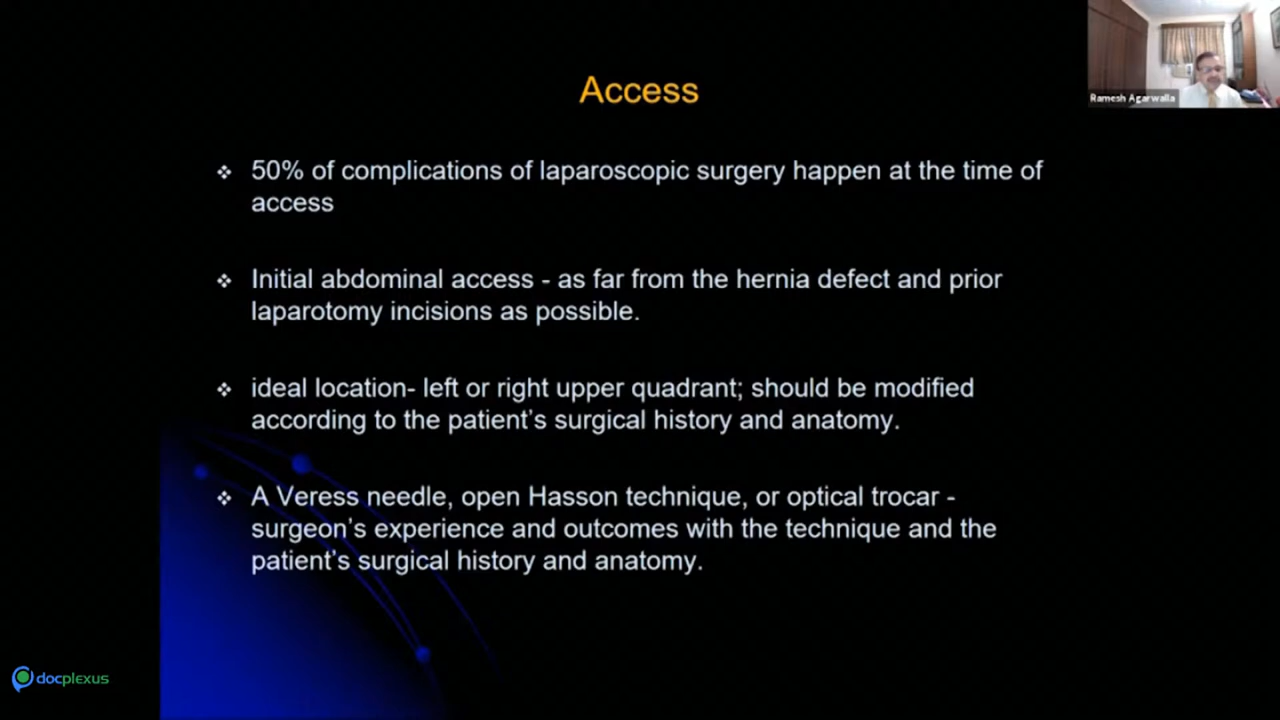 Access
Ramesh Agarwalla
50% of complications of laparoscopic surgery happen at the time of
access
Initial abdominal access - as far from the hernia defect and prior
laparotomy incisions as possible.
ideal location- left or right upper quadrant; should be modified
according to the patient's surgical history and anatomy.
A Veress needle, open Hasson technique, or optical trocar -
surgeon's experience and outcomes with the technique and the
patient's surgical history and anatomy.
docplexus